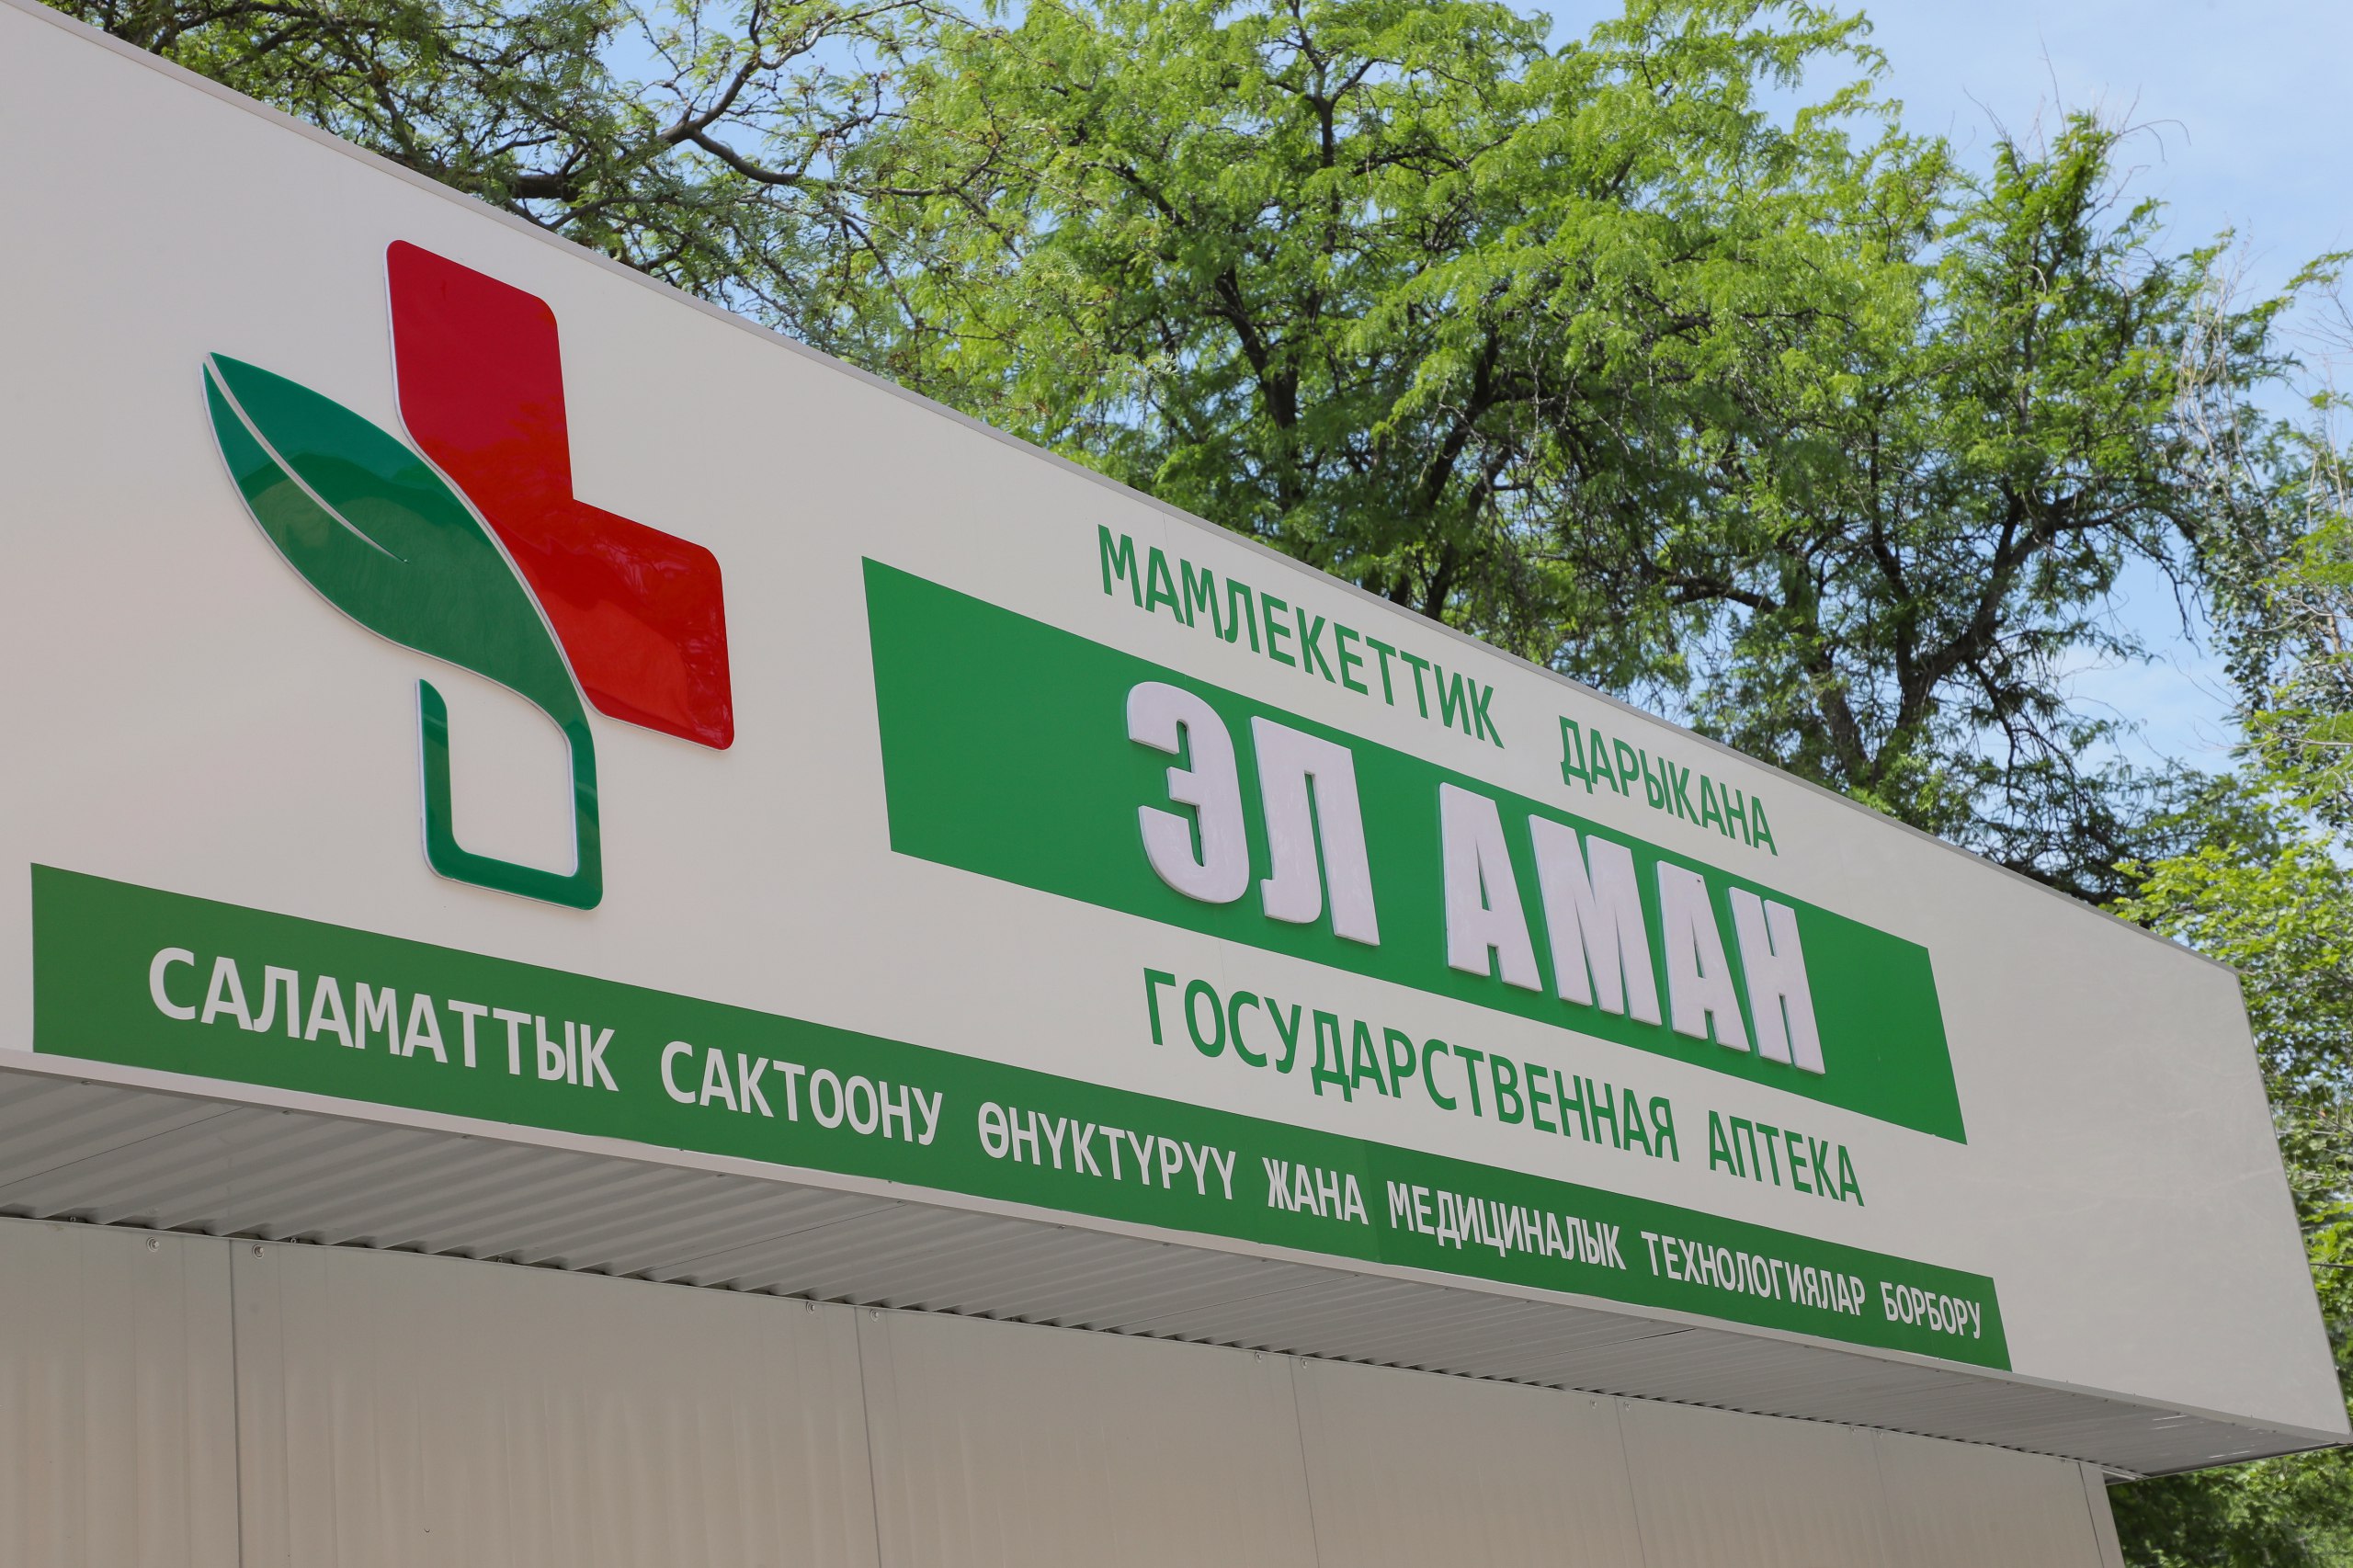 МАМЛЕКЕТТИК ДАРЫКАНА
ЭЛ АМАН
ГОСУДАРСТВЕННАЯ АПТЕКА
САЛАМАТТЫК САКТООНУ ӨНҮКТҮРҮҮ ЖАНА МЕДИЦИНАЛЫК ТЕХНОЛОГИЯЛАР БОРБОРУ